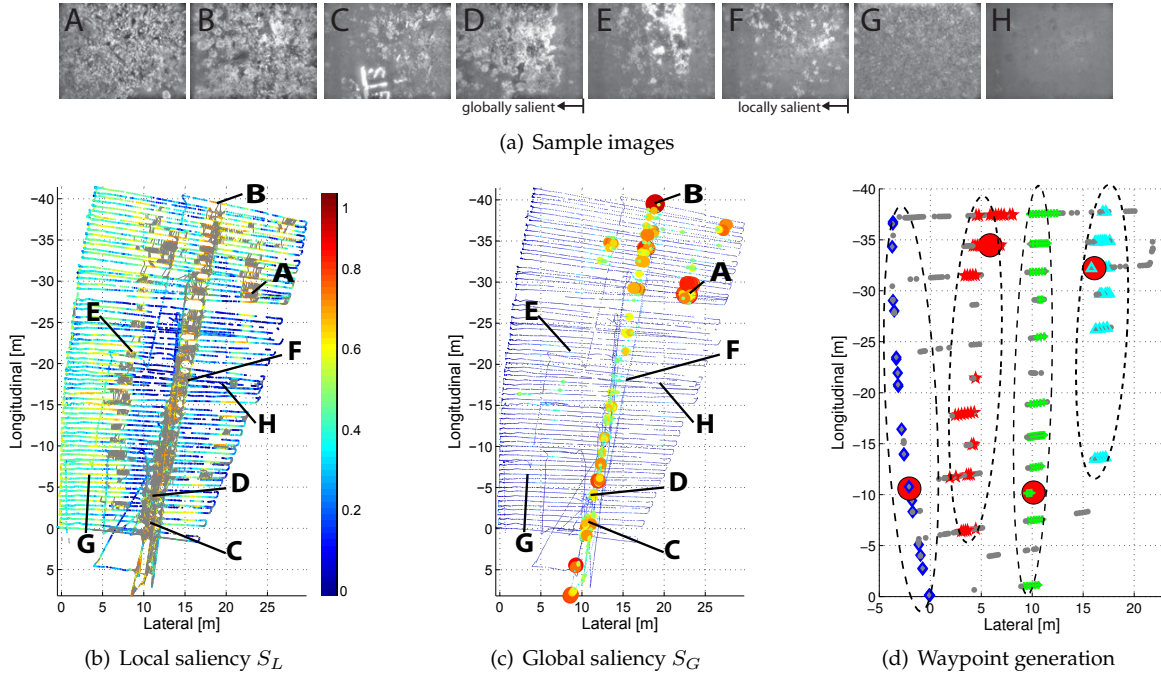 A B C D E F G H
globally salient
locally salient
(a) Sample images
−40
−35
−30
−25
−20
−15
−10
−5
0
5
Longitudinal [m]
0 5 10 15 20 25
Lateral [m]
B
A
E
F
H
D
G
C
1
0.8
0.6
0.4
0.2
0
(b) Local saliency S_L
−40
−35
−30
−25
−20
−15
−10
−5
0
5
Longitudinal [m]
0 5 10 15 20 25
Lateral [m]
B
A
E
F
H
D
G
C
(c) Global saliency S_G
−40
−35
−30
−25
−20
−15
−10
−5
0
Longitudinal [m]
−5 0 5 10 15 20
Lateral [m]
(d) Waypoint generation